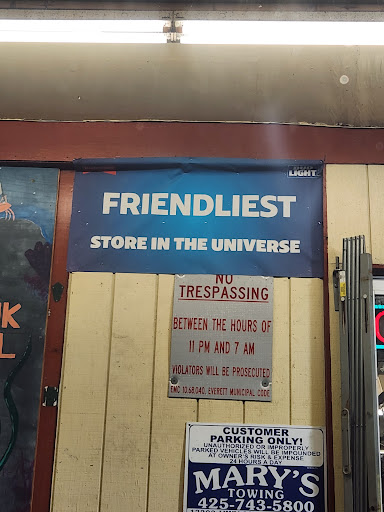 LIGHT
FRIENDLIEST
STORE IN THE UNIVERSE
NO
TRESPASSING
BETWEEN THE HOURS OF
11 PM AND 7 AM
VIOLATORS WILL BE PROSECUTED
EMC 10.68.040, EVERETT MUNICIPAL CODE
CUSTOMER
PARKING ONLY!
UNAUTHORIZED OR IMPROPERLY
PARKED VEHICLES WILL BE IMPOUNDED
AT OWNER'S RISK & EXPENSE
24 HOURS A DAY
MARY'S
TOWING
425-743-5800